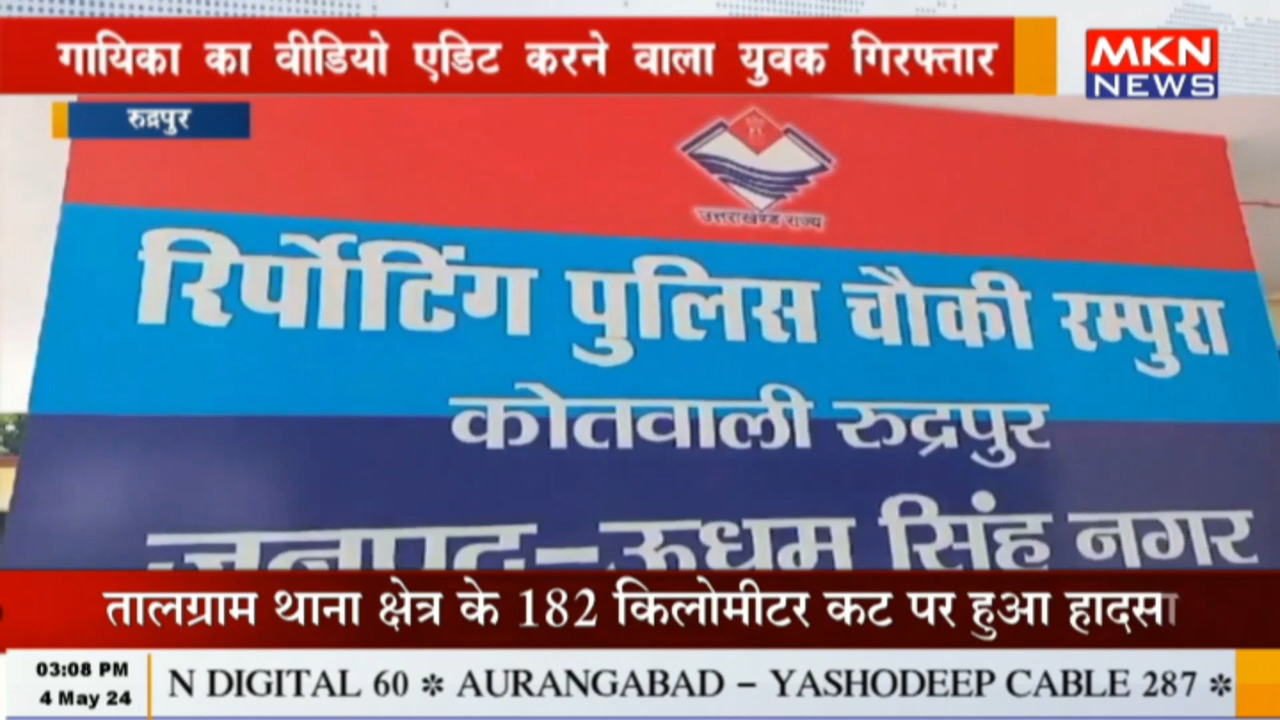 गायिका का वीडियो एडिट करने वाला युवक गिरफ्तार
MKN
NEWS
रुद्रपुर
उत्तराखण्ड राज्य
रिर्पोटिंग पुलिस चौकी रम्पुरा
कोतवाली रुद्रपुर
जनपद-ऊधम सिंह नगर
तालग्राम थाना क्षेत्र के 182 किलोमीटर कट पर हुआ हादसा
03:08 PM
4 May 24
N DIGITAL 60 ✻ AURANGABAD – YASHODEEP CABLE 287 ✻